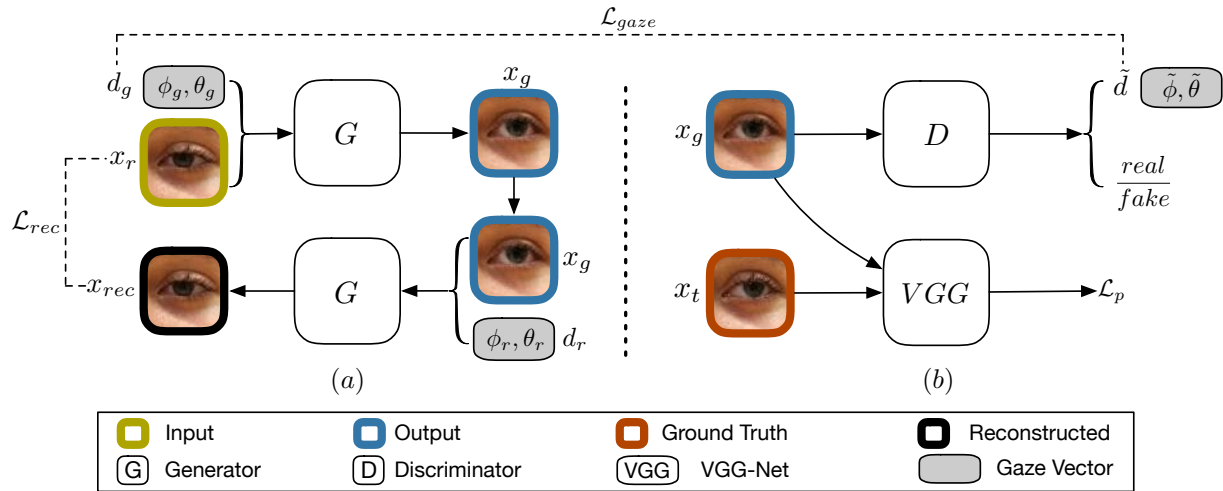 ℒ_gaze
d_g ϕ_g, θ_g
G
x_g
x_r
ℒ_rec
x_rec
G
x_g
ϕ_r, θ_r d_r
(a)
x_g
D
d̃ ϕ̃, θ̃
real
fake
x_t
VGG
ℒ_p
(b)
Input Output Ground Truth Reconstructed
G Generator D Discriminator VGG VGG-Net Gaze Vector